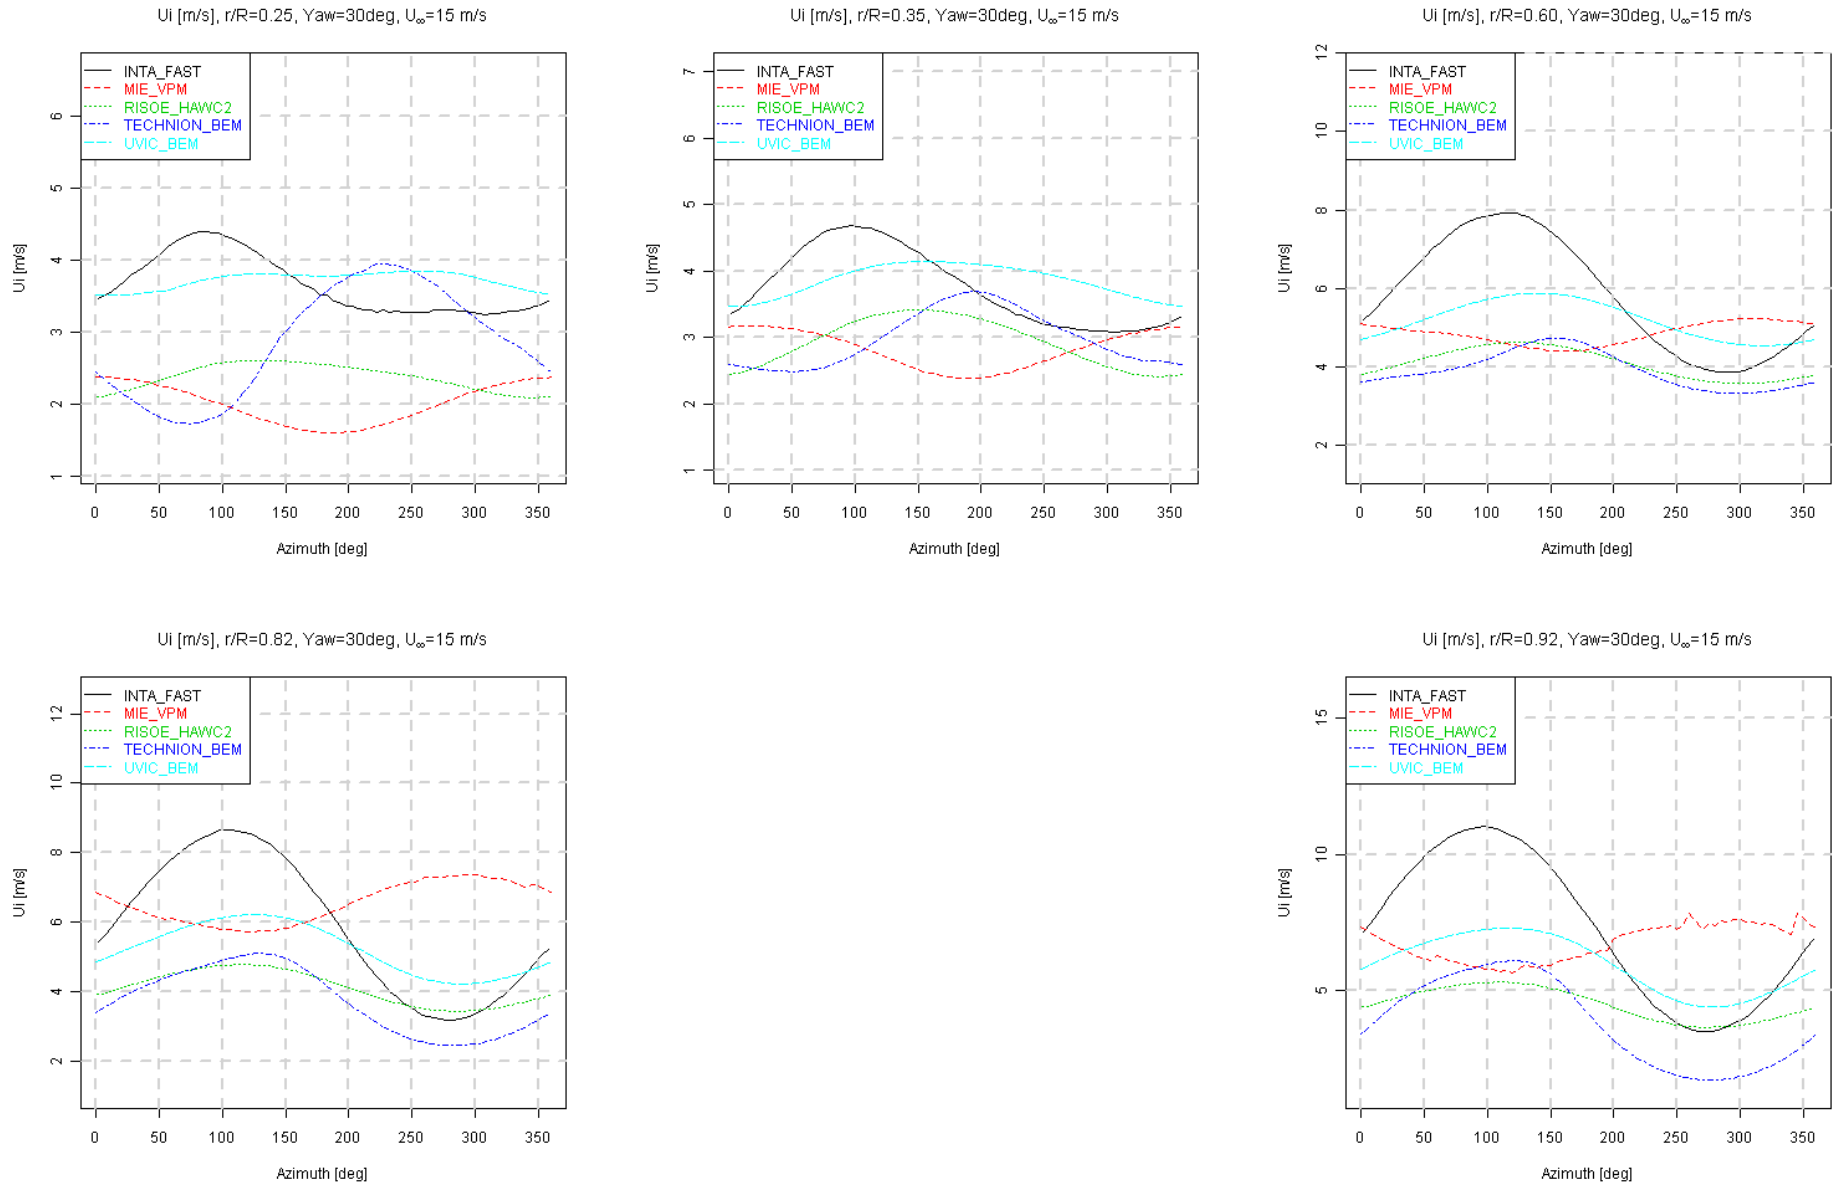 Ui [m/s], r/R=0.25, Yaw=30deg, U∞=15 m/s
INTA_FAST
MIE_VPM
RISOE_HAWC2
TECHNION_BEM
UVIC_BEM
Ui [m/s]
1
2
3
4
5
6
0 50 100 150 200 250 300 350
Azimuth [deg]
Ui [m/s], r/R=0.35, Yaw=30deg, U∞=15 m/s
INTA_FAST
MIE_VPM
RISOE_HAWC2
TECHNION_BEM
UVIC_BEM
Ui [m/s]
1
2
3
4
5
6
7
0 50 100 150 200 250 300 350
Azimuth [deg]
Ui [m/s], r/R=0.60, Yaw=30deg, U∞=15 m/s
INTA_FAST
MIE_VPM
RISOE_HAWC2
TECHNION_BEM
UVIC_BEM
Ui [m/s]
2
4
6
8
10
12
0 50 100 150 200 250 300 350
Azimuth [deg]
Ui [m/s], r/R=0.82, Yaw=30deg, U∞=15 m/s
INTA_FAST
MIE_VPM
RISOE_HAWC2
TECHNION_BEM
UVIC_BEM
Ui [m/s]
2
4
6
8
10
12
0 50 100 150 200 250 300 350
Azimuth [deg]
Ui [m/s], r/R=0.92, Yaw=30deg, U∞=15 m/s
INTA_FAST
MIE_VPM
RISOE_HAWC2
TECHNION_BEM
UVIC_BEM
Ui [m/s]
5
10
15
0 50 100 150 200 250 300 350
Azimuth [deg]